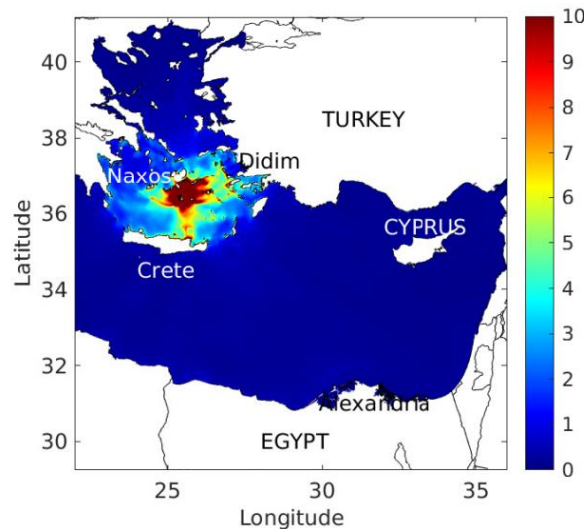 10
9
8
7
6
5
4
3
2
1
0
40
38
36
34
32
30
Latitude
TURKEY
Didim
Naxos
CYPRUS
Crete
Alexandria
EGYPT
25
30
35
Longitude